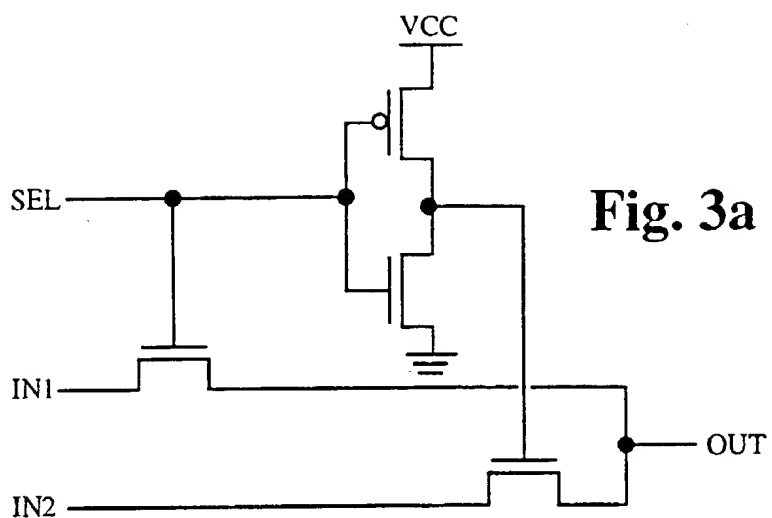 VCC
SEL
Fig. 3a
IN1
OUT
IN2